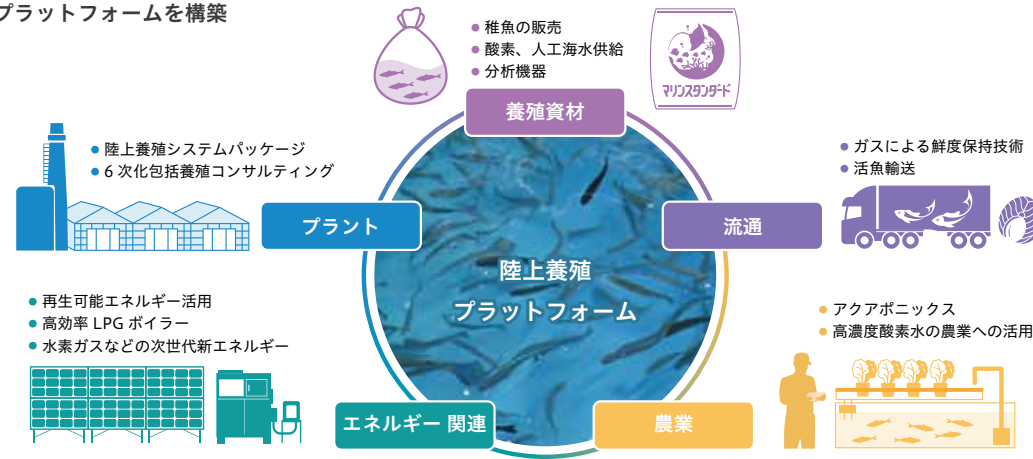 プラットフォームを構築
● 稚魚の販売
● 酸素、人工海水供給
● 分析機器
マリンスタンダード
養殖資材
● 陸上養殖システムパッケージ
● 6 次化包括養殖コンサルティング
プラント
● ガスによる鮮度保持技術
● 活魚輸送
流通
陸上養殖
プラットフォーム
● 再生可能エネルギー活用
● 高効率 LPG ボイラー
● 水素ガスなどの次世代新エネルギー
エネルギー 関連
● アクアポニックス
● 高濃度酸素水の農業への活用
農業